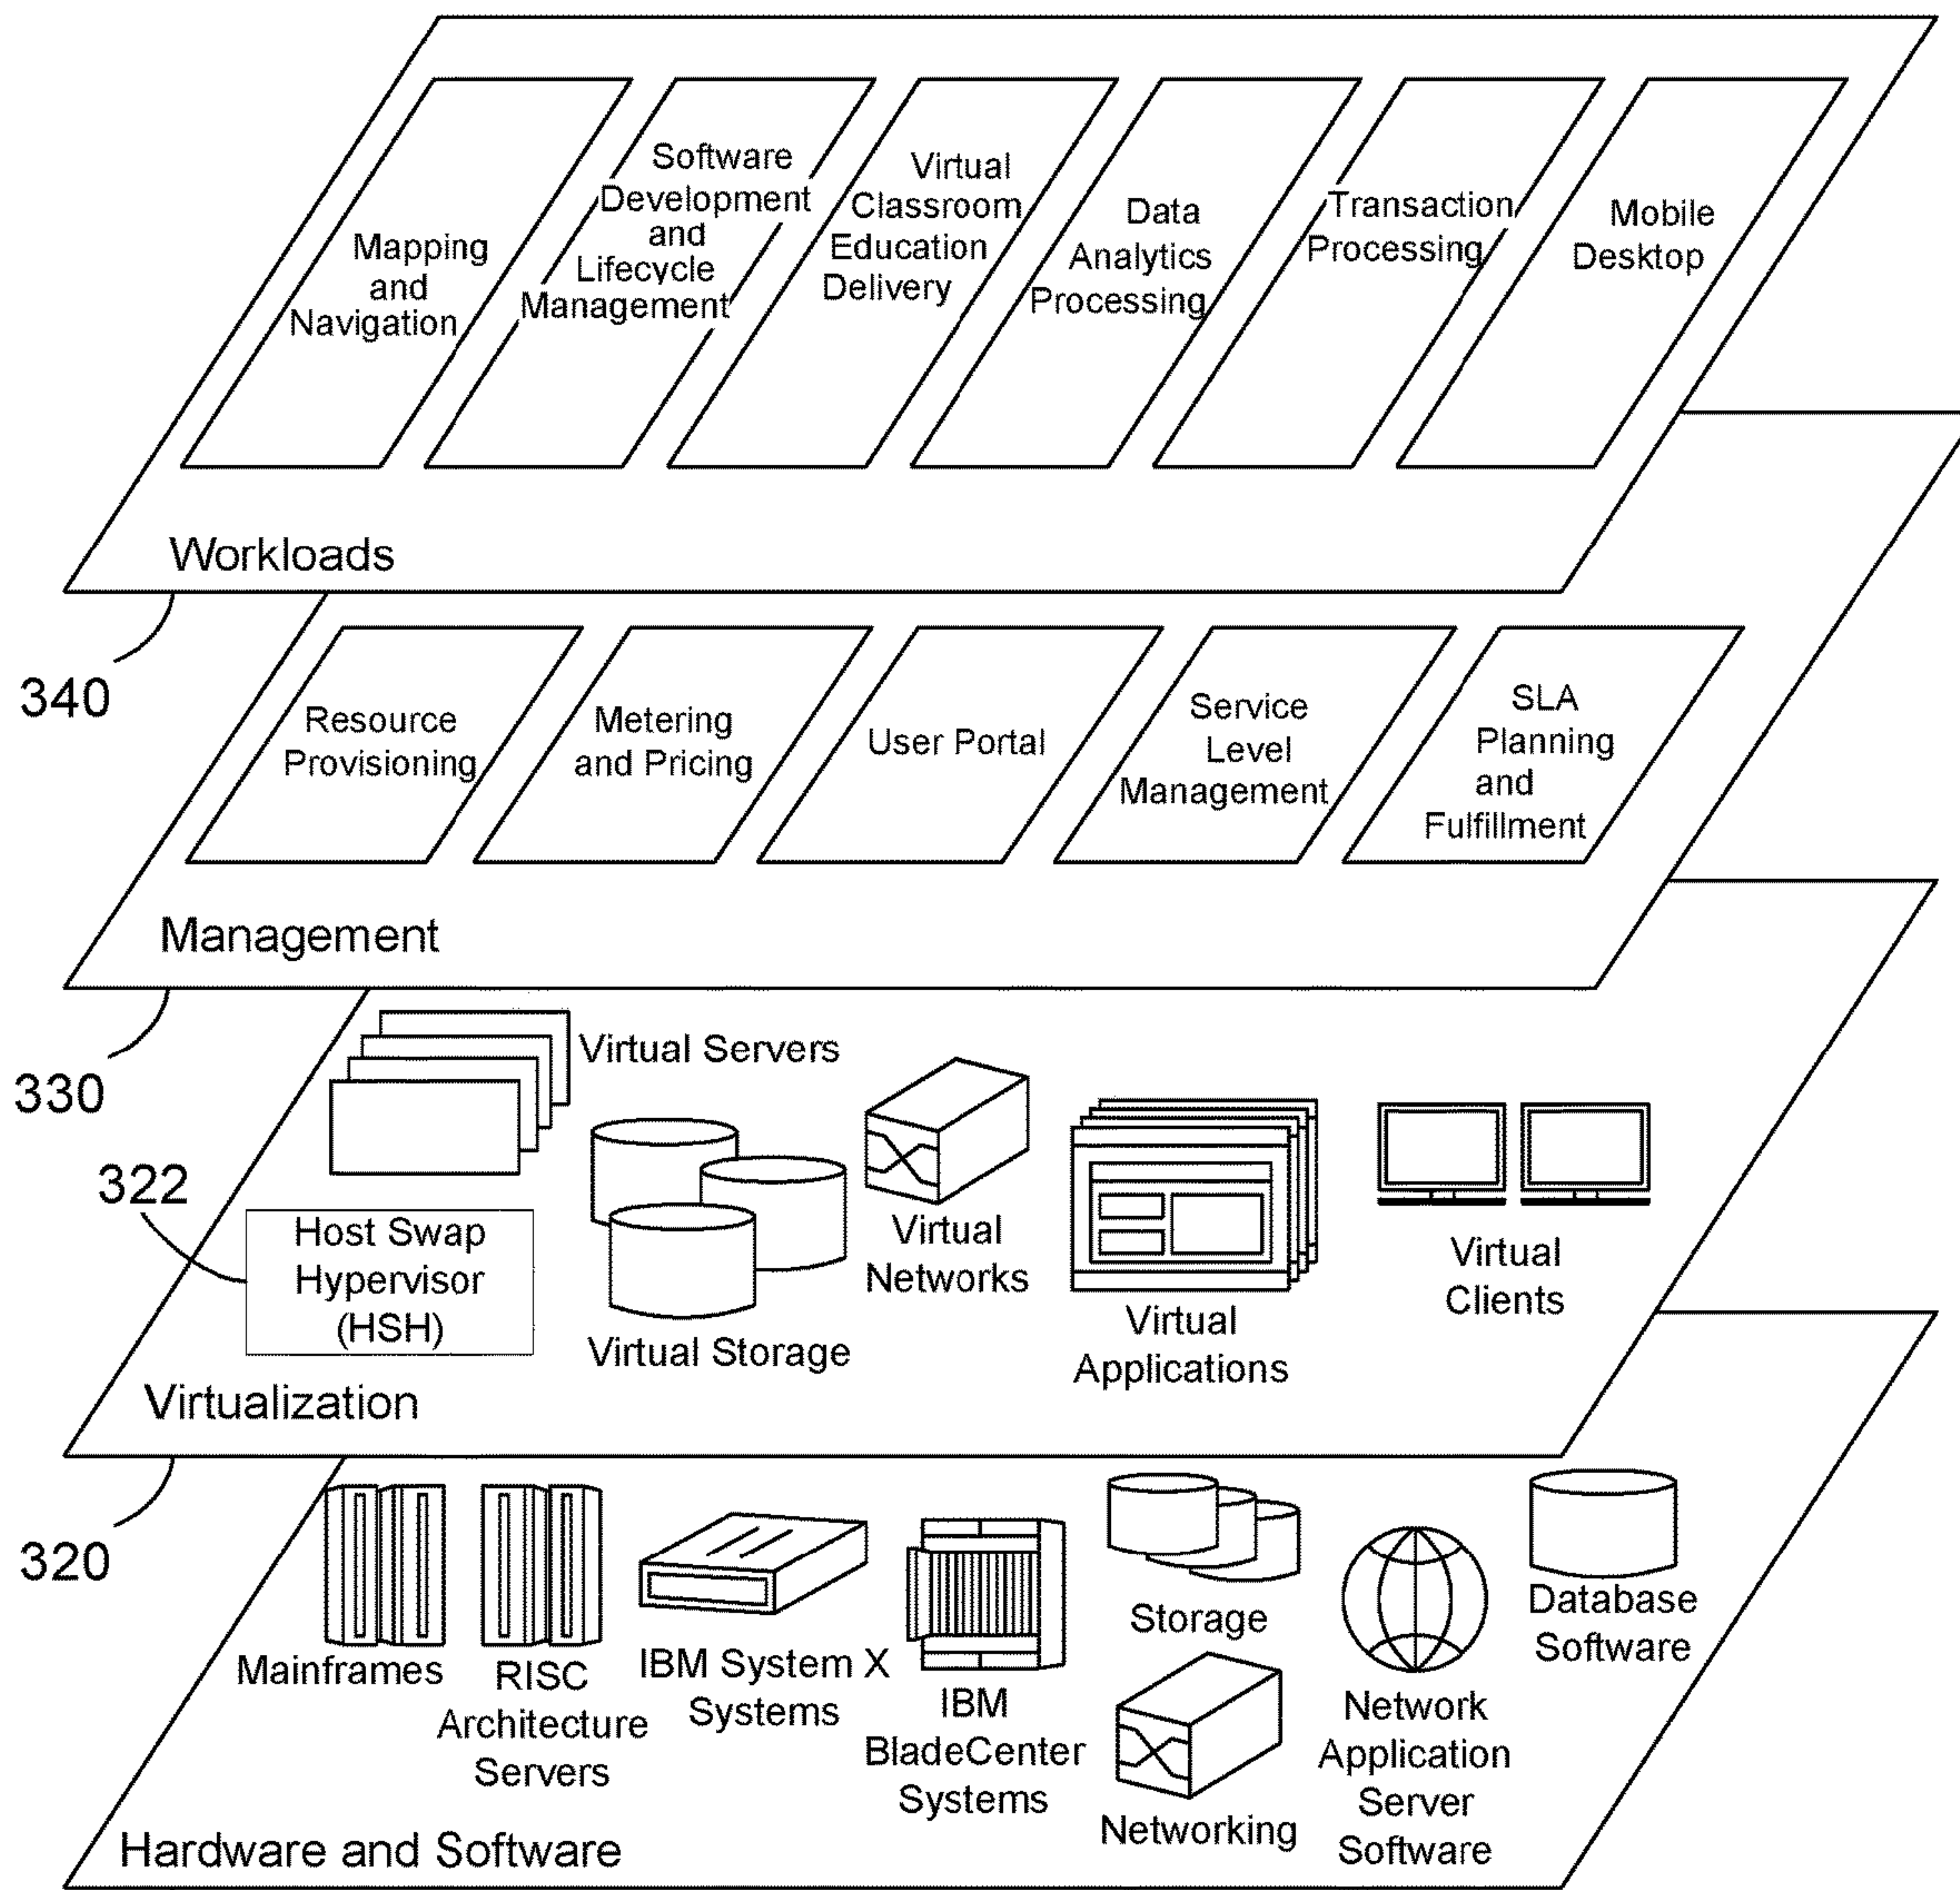 Mapping
and
Navigation
Software
Development
and
Lifecycle
Management
Virtual
Classroom
Education
Delivery
Data
Analytics
Processing
Transaction
Processing
Mobile
Desktop
Workloads
340
Resource
Provisioning
Metering
and Pricing
User Portal
Service
Level
Management
SLA
Planning
and
Fulfillment
Management
330
Virtual Servers
322
Host Swap
Hypervisor
(HSH)
Virtual Storage
Virtual
Networks
Virtual
Applications
Virtual
Clients
Virtualization
320
Mainframes
RISC
Architecture
Servers
IBM System X
Systems
IBM
BladeCenter
Systems
Storage
Networking
Network
Application
Server
Software
Database
Software
Hardware and Software